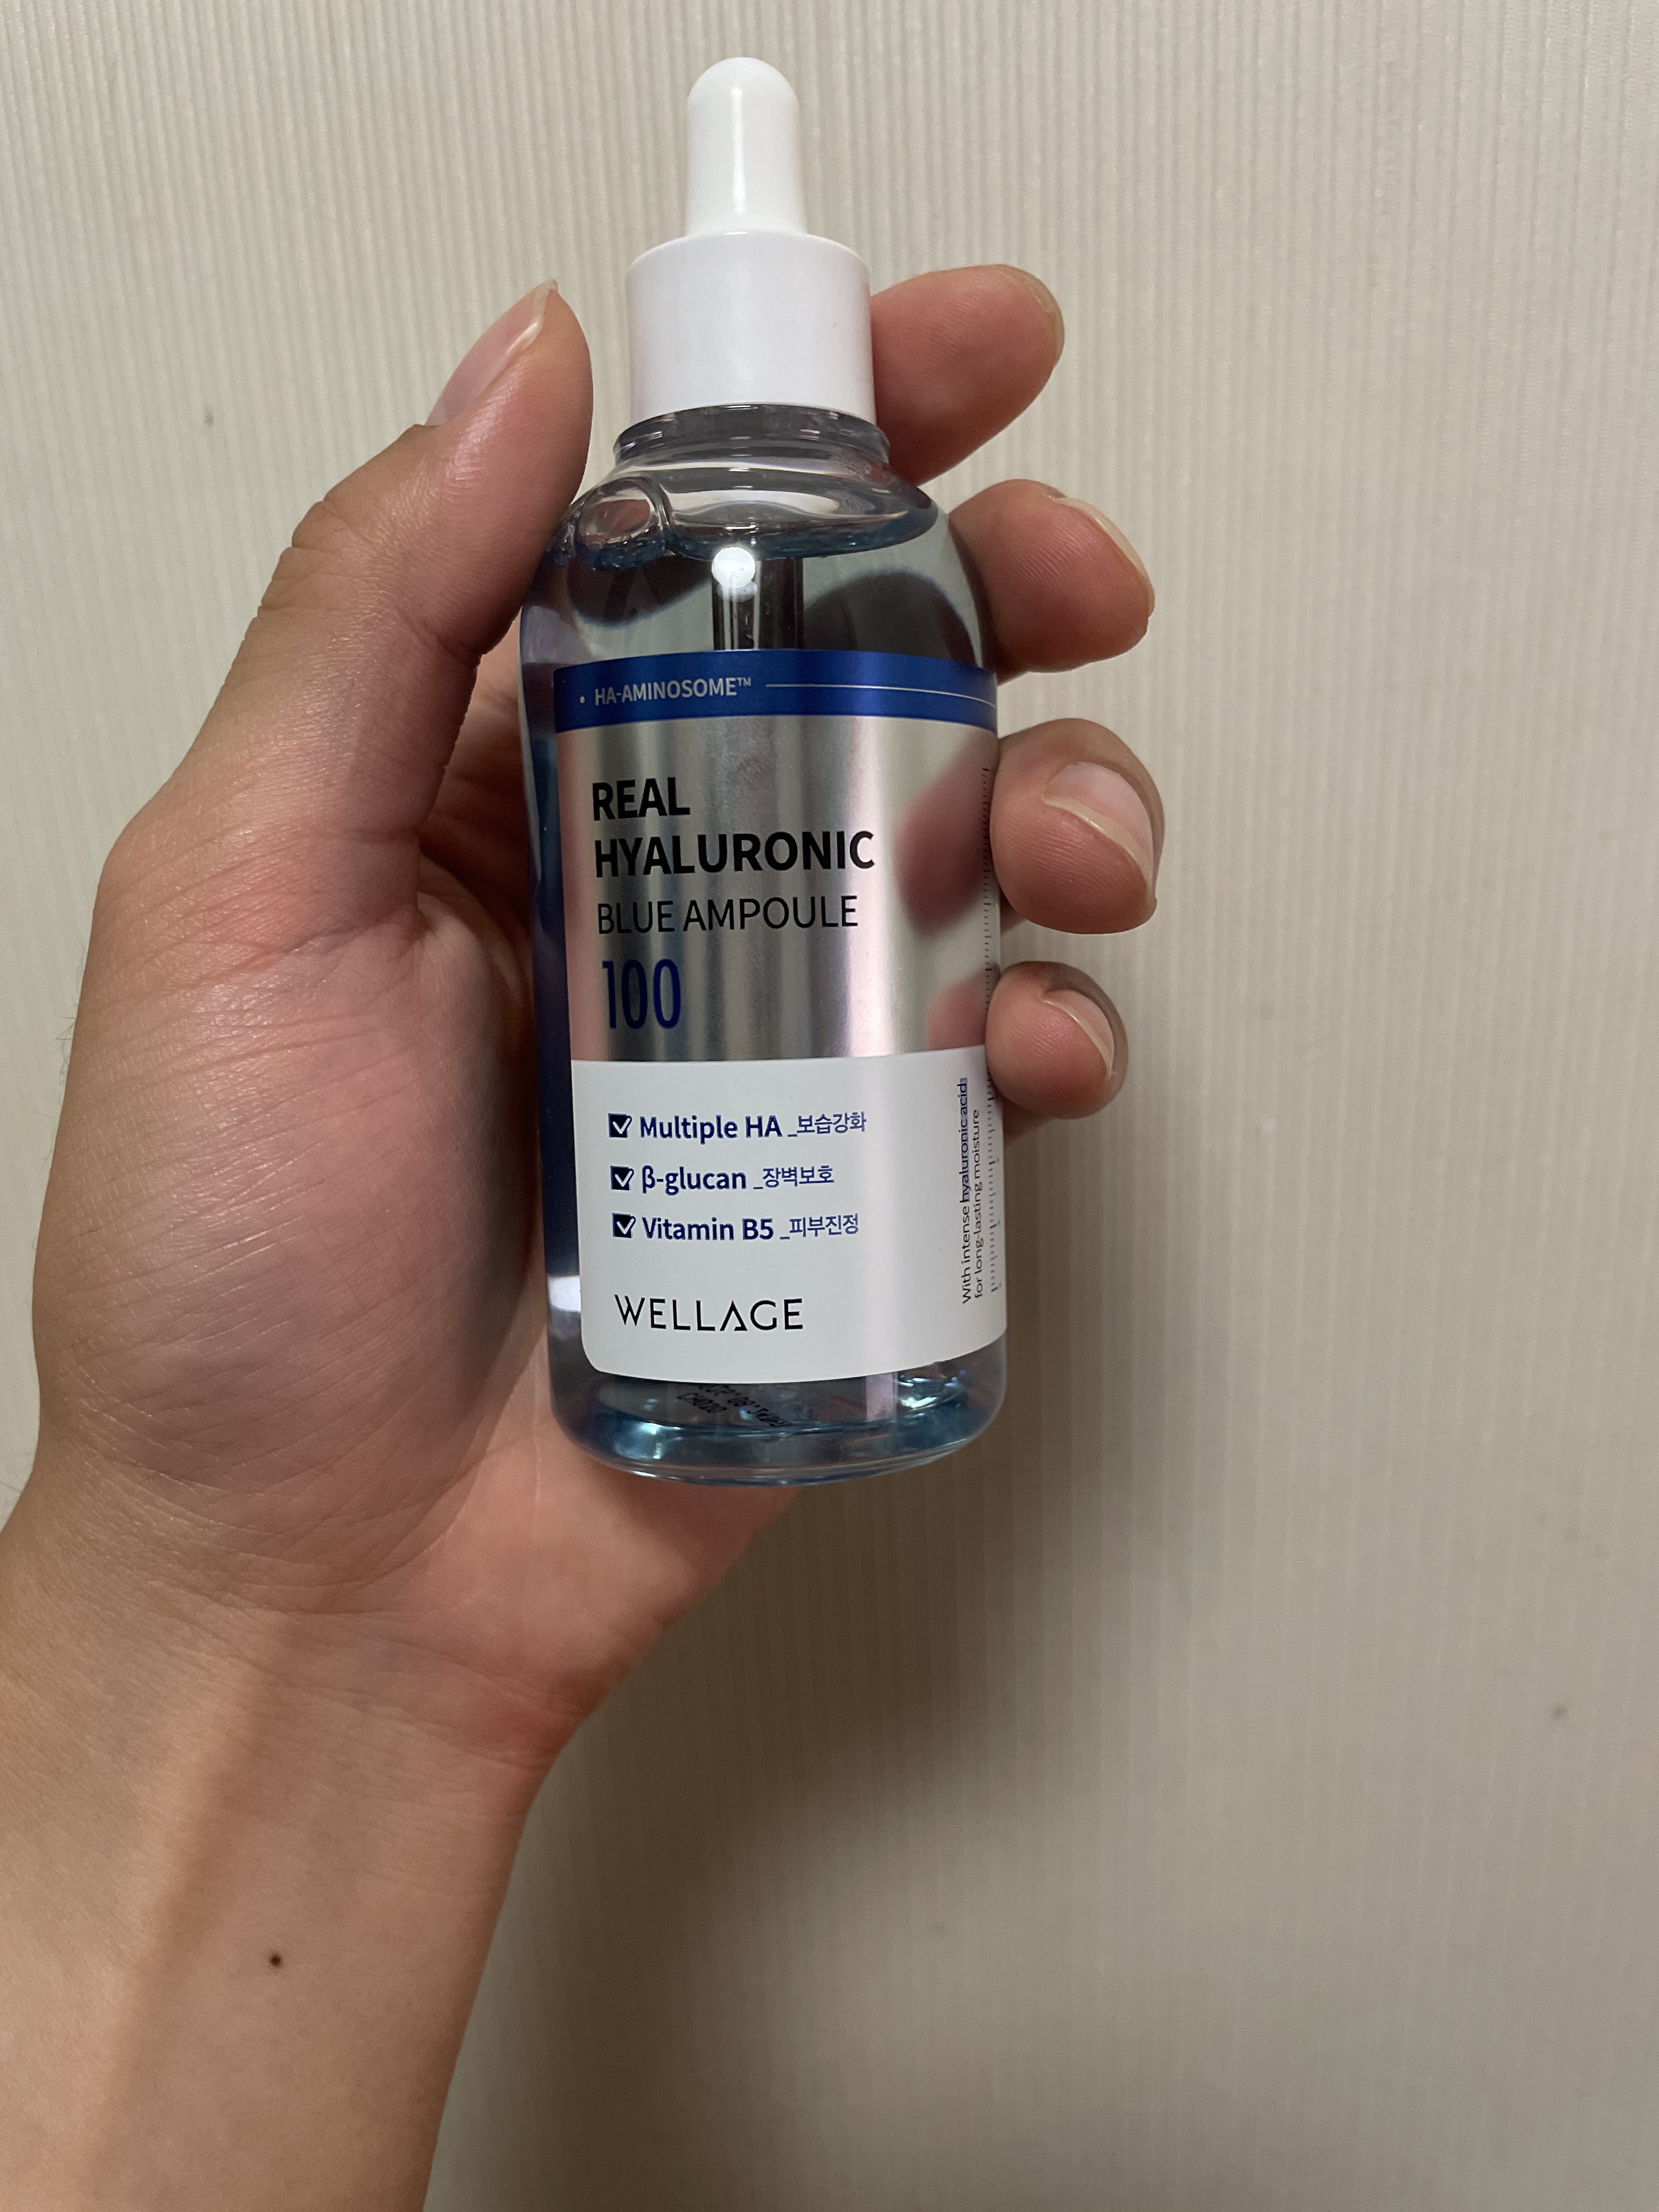 • HA-AMINOSOME™
REAL
HYALURONIC
BLUE AMPOULE
100
Multiple HA _보습강화
β-glucan _장벽보호
Vitamin B5 _피부진정
WELLAGE
With intense hyaluronic acid
for long-lasting moisture